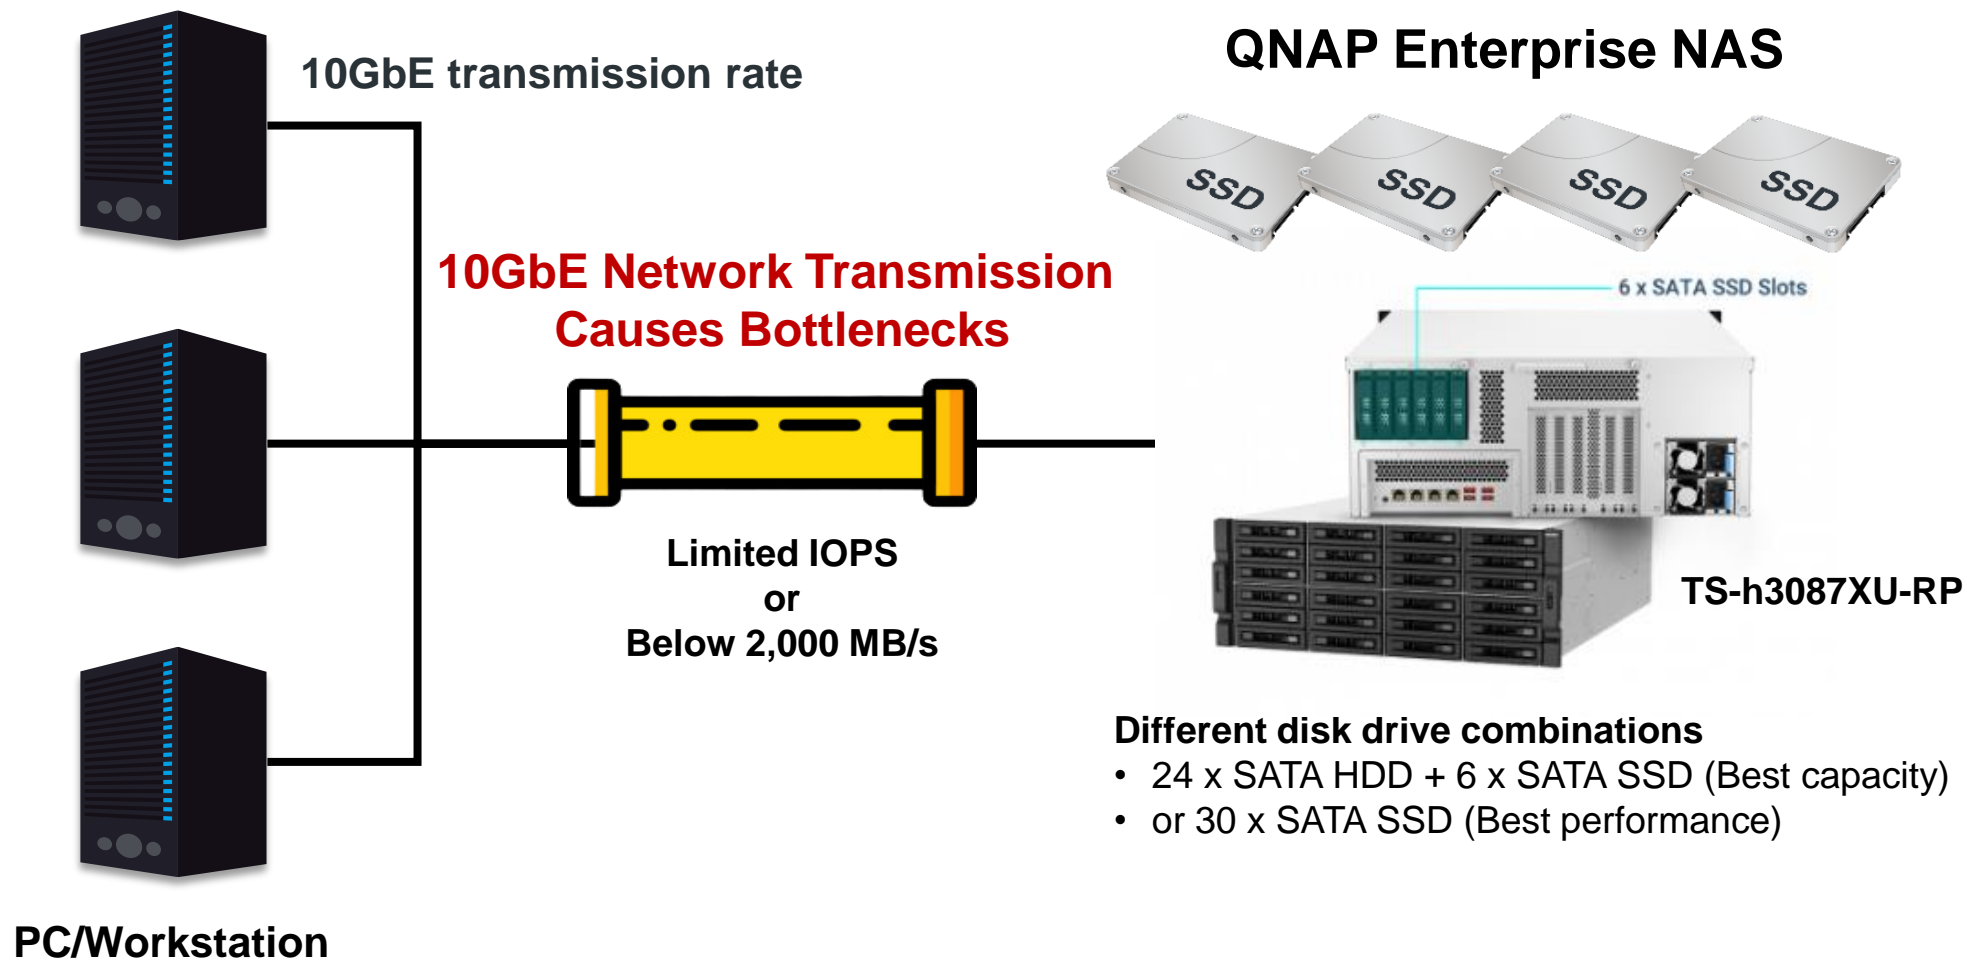 10GbE transmission rate
QNAP Enterprise NAS
SSD
SSD
SSD
SSD
10GbE Network Transmission
Causes Bottlenecks
6 x SATA SSD Slots
Limited IOPS
or
Below 2,000 MB/s
TS-h3087XU-RP
Different disk drive combinations
• 24 x SATA HDD + 6 x SATA SSD (Best capacity)
• or 30 x SATA SSD (Best performance)
PC/Workstation